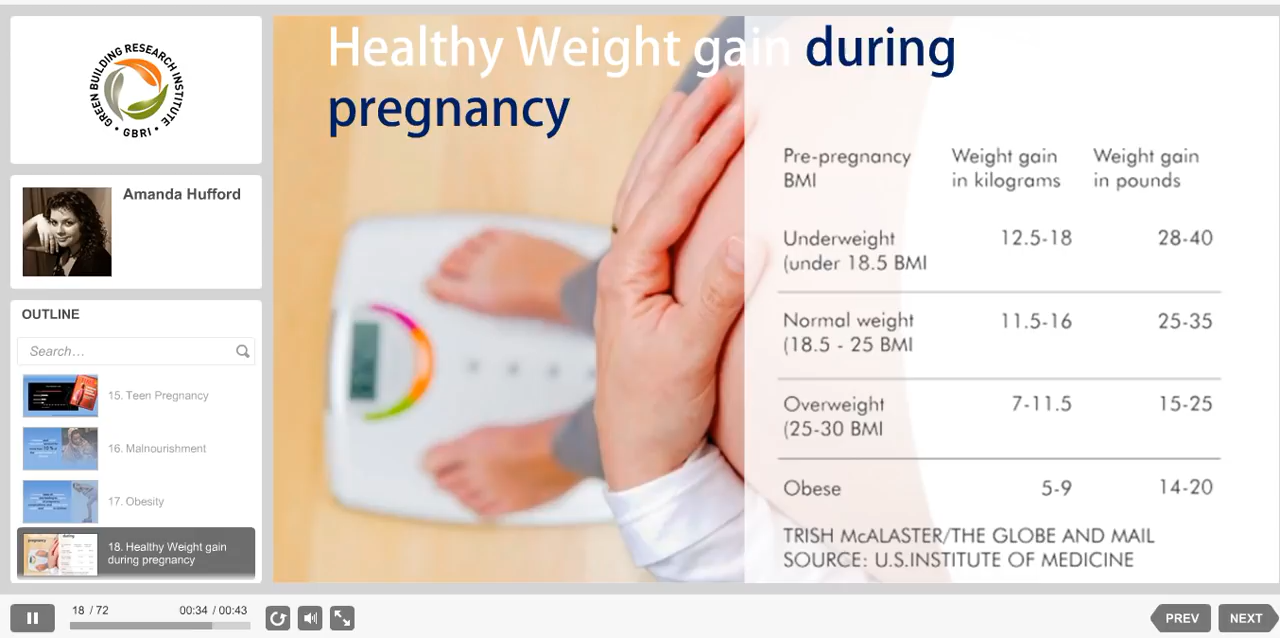 GREEN BUILDING RESEARCH INSTITUTE
• GBRI •
Amanda Hufford
OUTLINE
Search...
15. Teen Pregnancy
16. Malnourishment
17. Obesity
18. Healthy Weight gain
during pregnancy
Healthy Weight gain during
pregnancy
Pre-pregnancy BMI Weight gain in kilograms Weight gain in pounds
Underweight 12.5-18 28-40
(under 18.5 BMI
Normal weight 11.5-16 25-35
(18.5 - 25 BMI
Overweight 7-11.5 15-25
(25-30 BMI
Obese 5-9 14-20
TRISH McALASTER/THE GLOBE AND MAIL
SOURCE: U.S.INSTITUTE OF MEDICINE
18 / 72 00:34 / 00:43
PREV NEXT